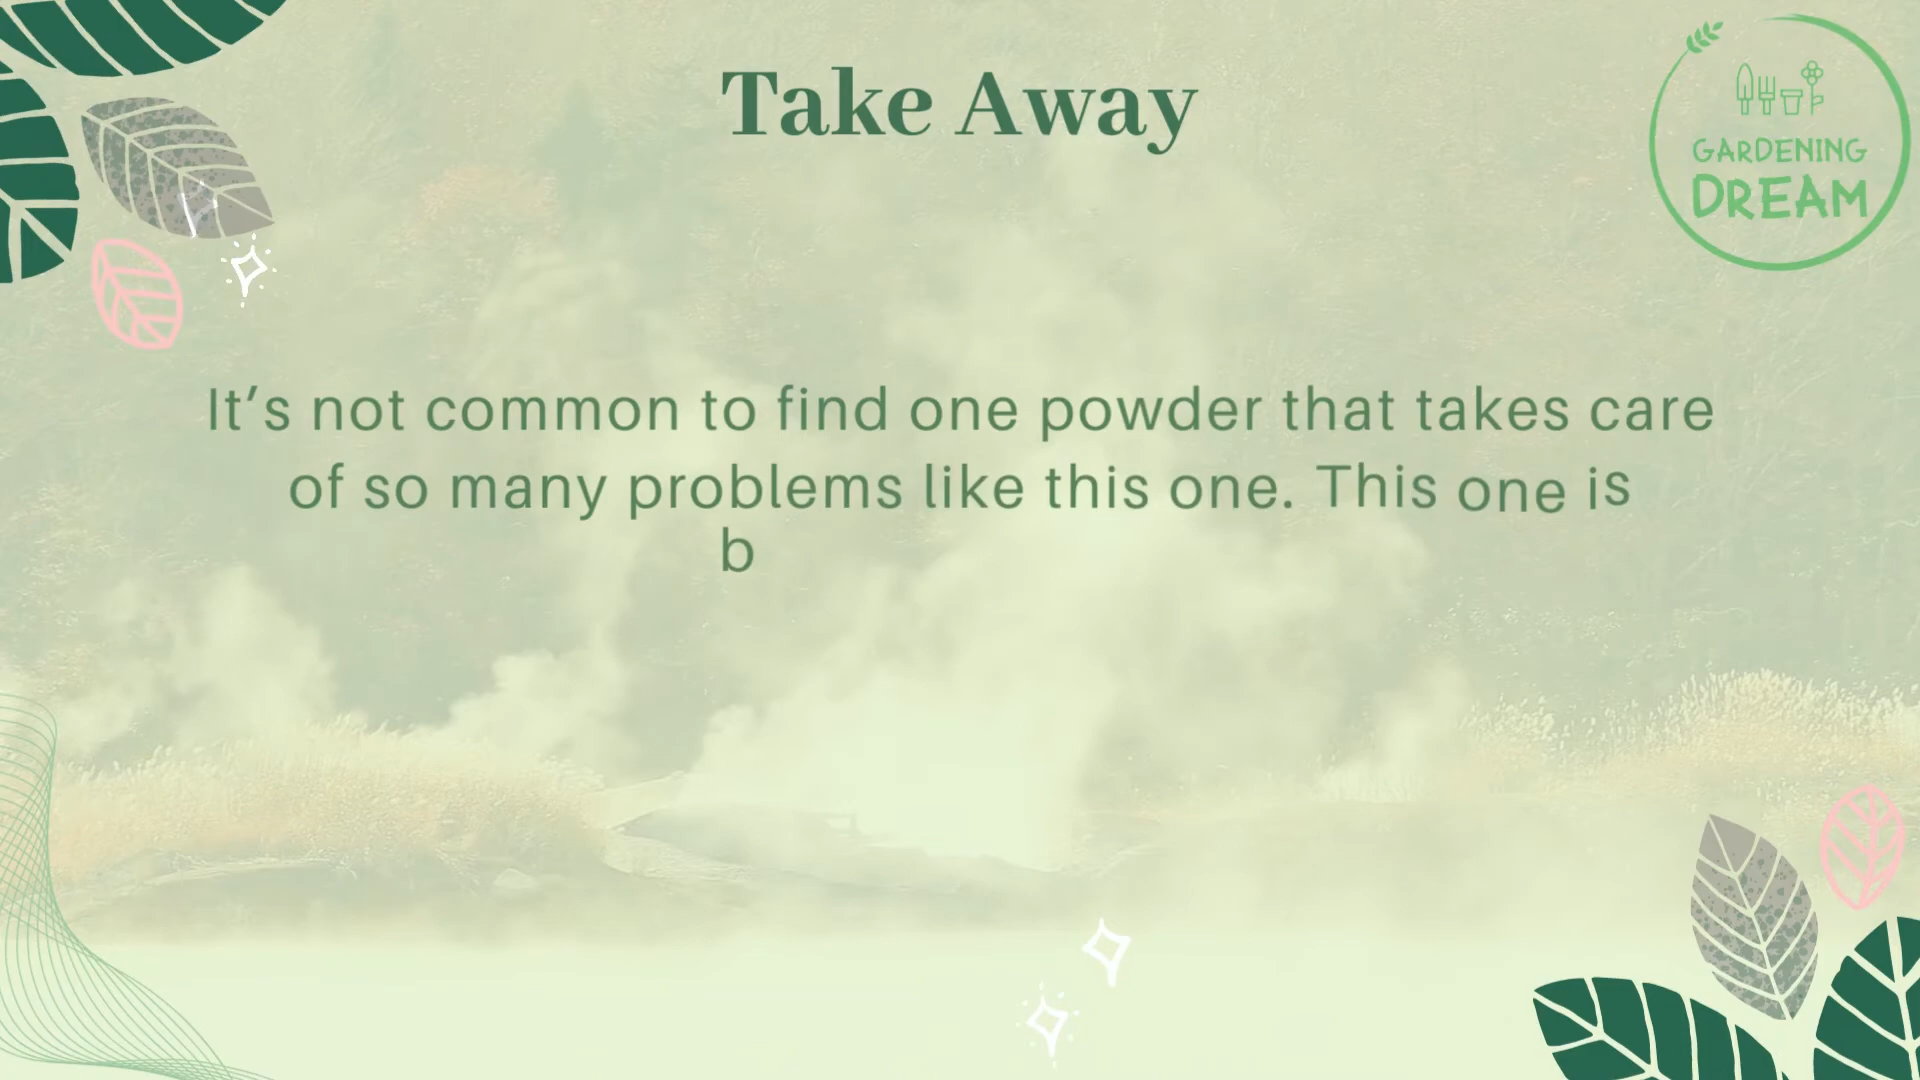 Take Away
GARDENING
DREAM
It’s not common to find one powder that takes care
of so many problems like this one. This one is
b